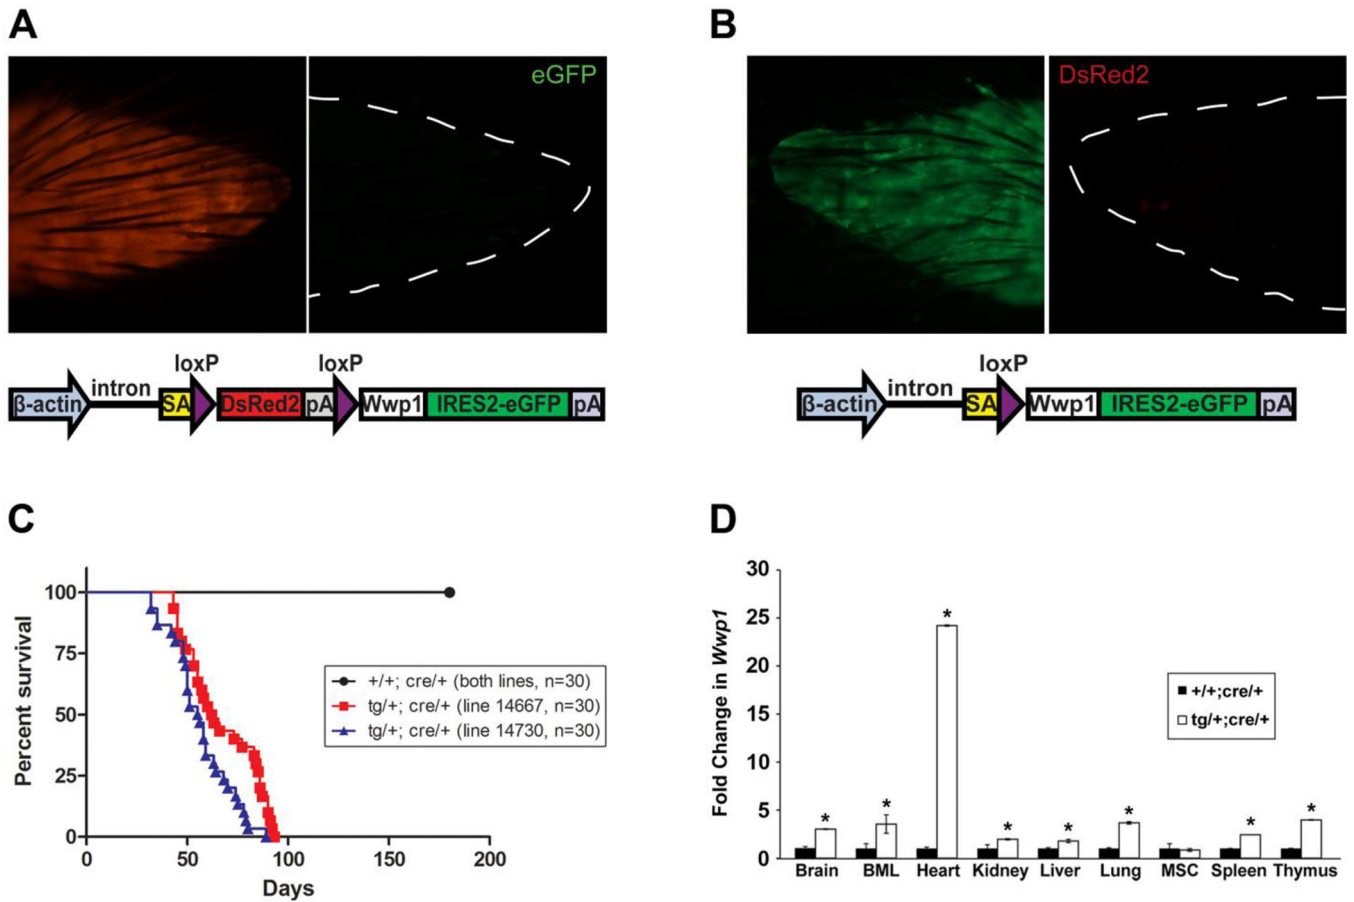 A
B
eGFP
DsRed2
loxP loxP
ß-actin intron SA DsRed2 pA Wwp1 IRES2-eGFP pA
loxP
ß-actin intron SA Wwp1 IRES2-eGFP pA
C
Percent survival
100
75
50
25
0
0 50 100 150 200
Days
+/+; cre/+ (both lines, n=30)
tg/+; cre/+ (line 14667, n=30)
tg/+; cre/+ (line 14730, n=30)
D
Fold Change in Wwp1
30
25
20
15
10
5
0
* * * * * * * *
+/+;cre/+
tg/+;cre/+
Brain BML Heart Kidney Liver Lung MSC Spleen Thymus